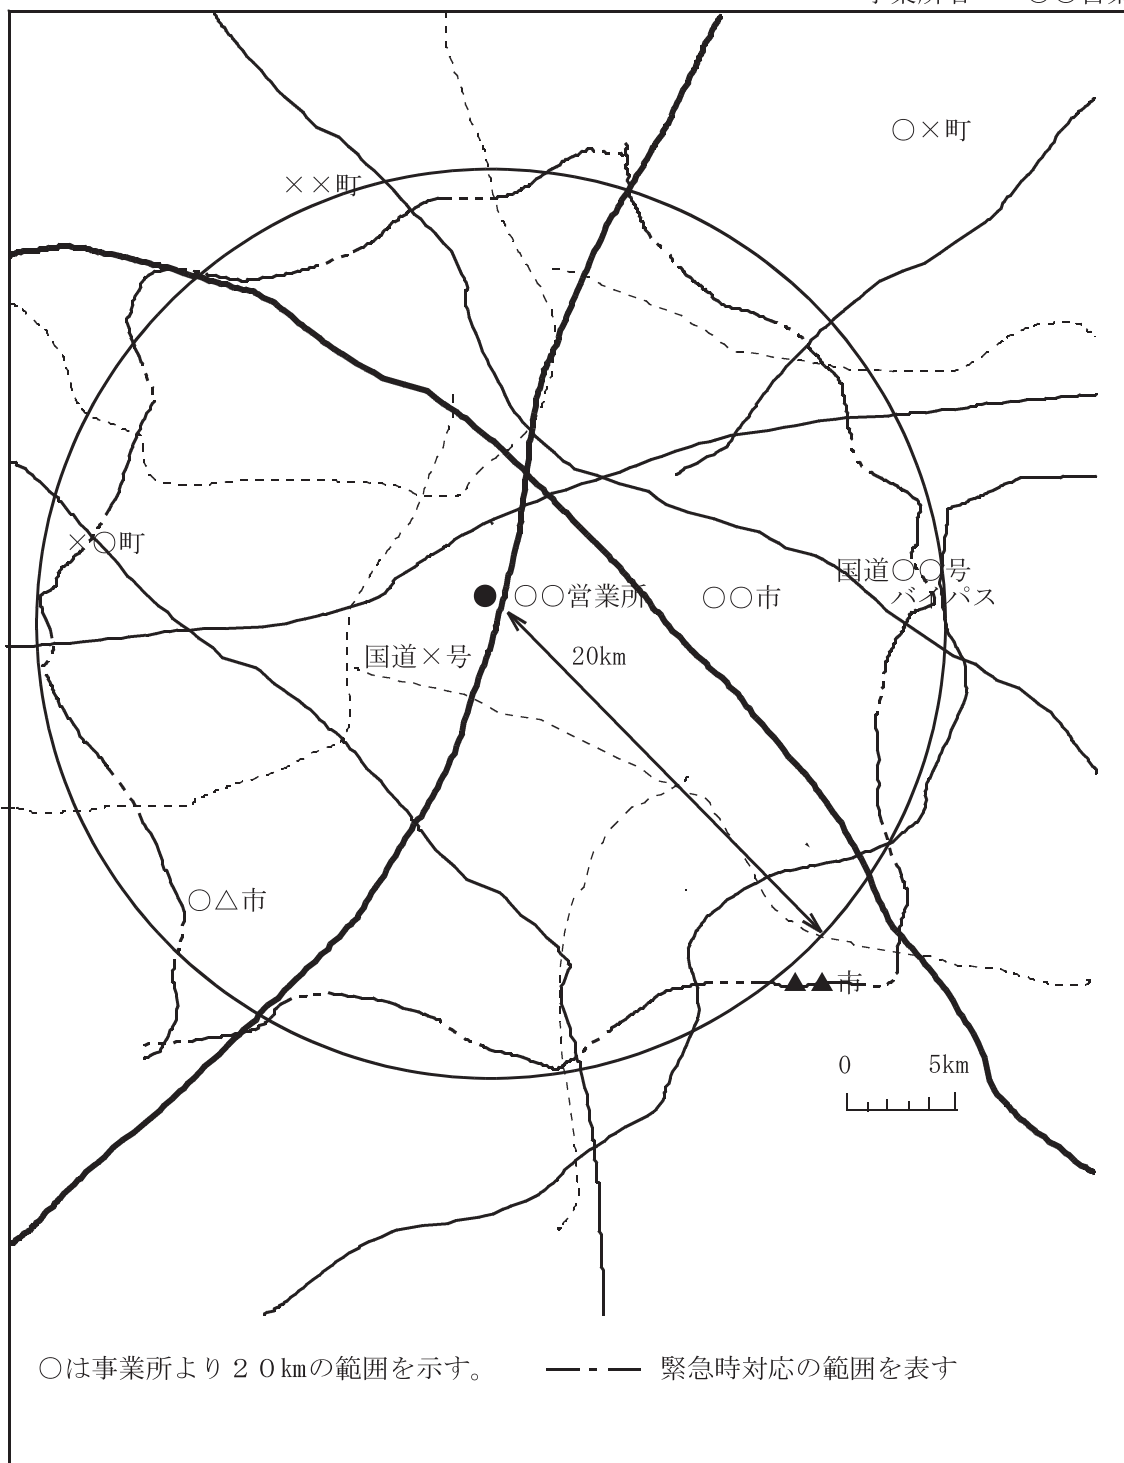 ○×町
××町
×○町
国道○○号
バイパス
○○営業所
○○市
国道×号
20km
○△市
▲▲市
0 5km
○は事業所より２０kmの範囲を示す。
緊急時対応の範囲を表す